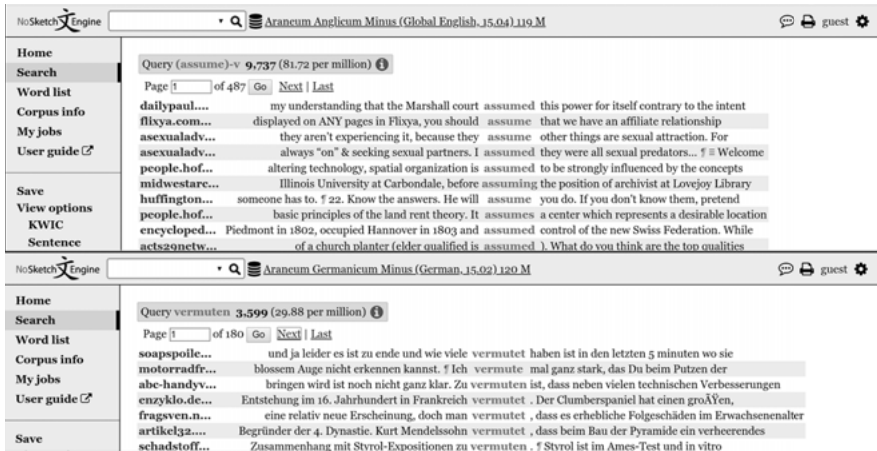 NoSketch Engine Araneum Anglicum Minus (Global English, 15.04) 119 M guest
Home
Search
Word list
Corpus info
My jobs
User guide
Save
View options
KWIC
Sentence
Query (assume)-v 9,737 (81.72 per million)
Page 1 of 487 Go Next | Last
dailypaul.... my understanding that the Marshall court assumed this power for itself contrary to the intent
flixya.com... displayed on ANY pages in Flixya, you should assume that we have an affiliate relationship
asexualadv... they aren't experiencing it, because they assume other things are sexual attraction. For
asexualadv... always "on" & seeking sexual partners. I assumed they were all sexual predators... ¶ ≡ Welcome
people.hof... altering technology, spatial organization is assumed to be strongly influenced by the concepts
midwestarc... Illinois University at Carbondale, before assuming the position of archivist at Lovejoy Library
huffington... someone has to. ¶ 22. Know the answers. He will assume you do. If you don't know them, pretend
people.hof... basic principles of the land rent theory. It assumes a center which represents a desirable location
encycloped... Piedmont in 1802, occupied Hannover in 1803 and assumed control of the new Swiss Federation. While
acts29netw... of a church planter (elder qualified is assumed ). What do you think are the top qualities
NoSketch Engine Araneum Germanicum Minus (German, 15.02) 120 M guest
Home
Search
Word list
Corpus info
My jobs
User guide
Save
Query vermuten 3,599 (29.88 per million)
Page 1 of 180 Go Next | Last
soapspoile... und ja leider es ist zu ende und wie viele vermutet haben ist in den letzten 5 minuten wo sie
motorradfr... blossem Auge nicht erkennen kannst. ¶ Ich vermute mal ganz stark, das Du beim Putzen der
abc-handyv... bringen wird ist noch nicht ganz klar. Zu vermuten ist, dass neben vielen technischen Verbesserungen
enzyklo.de... Entstehung im 16. Jahrhundert in Frankreich vermutet . Der Clumberspaniel hat einen groÃŸen,
fragsven.n... eine relativ neue Erscheinung, doch man vermutet , dass es erhebliche Folgeschäden im Erwachsenenalter
artikel32.... Begründer der 4. Dynastie. Kurt Mendelssohn vermutet , dass beim Bau der Pyramide ein verheerendes
schadstoff... Zusammenhang mit Styrol-Expositionen zu vermuten . ¶ Styrol ist im Ames-Test und in vitro